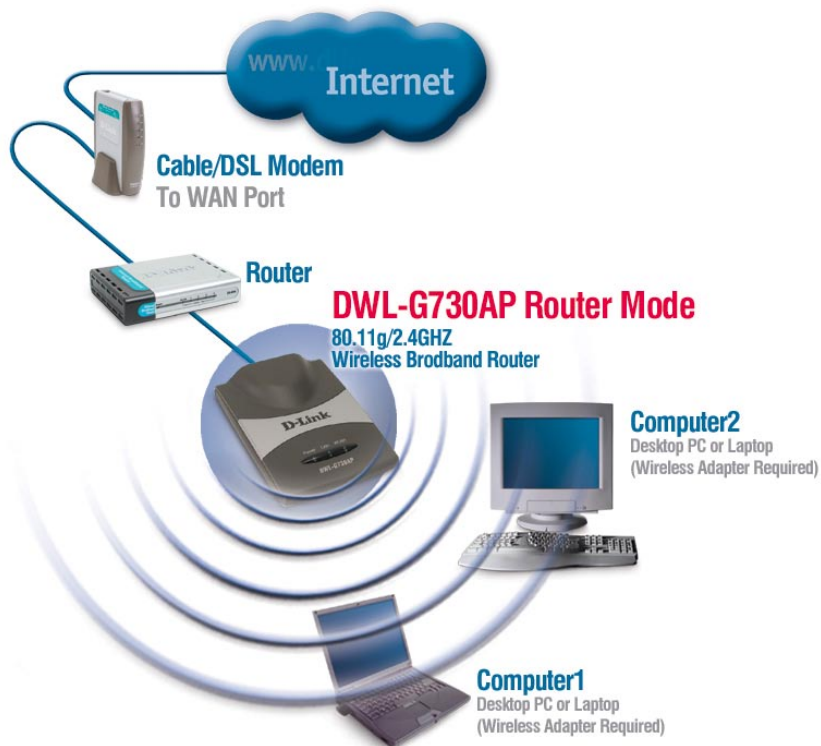 www.
Internet
Cable/DSL Modem
To WAN Port
Router
DWL-G730AP Router Mode
80.11g/2.4GHZ
Wireless Brodband Router
D-Link
DWL-G730AP
Computer2
Desktop PC or Laptop
(Wireless Adapter Required)
Computer1
Desktop PC or Laptop
(Wireless Adapter Required)